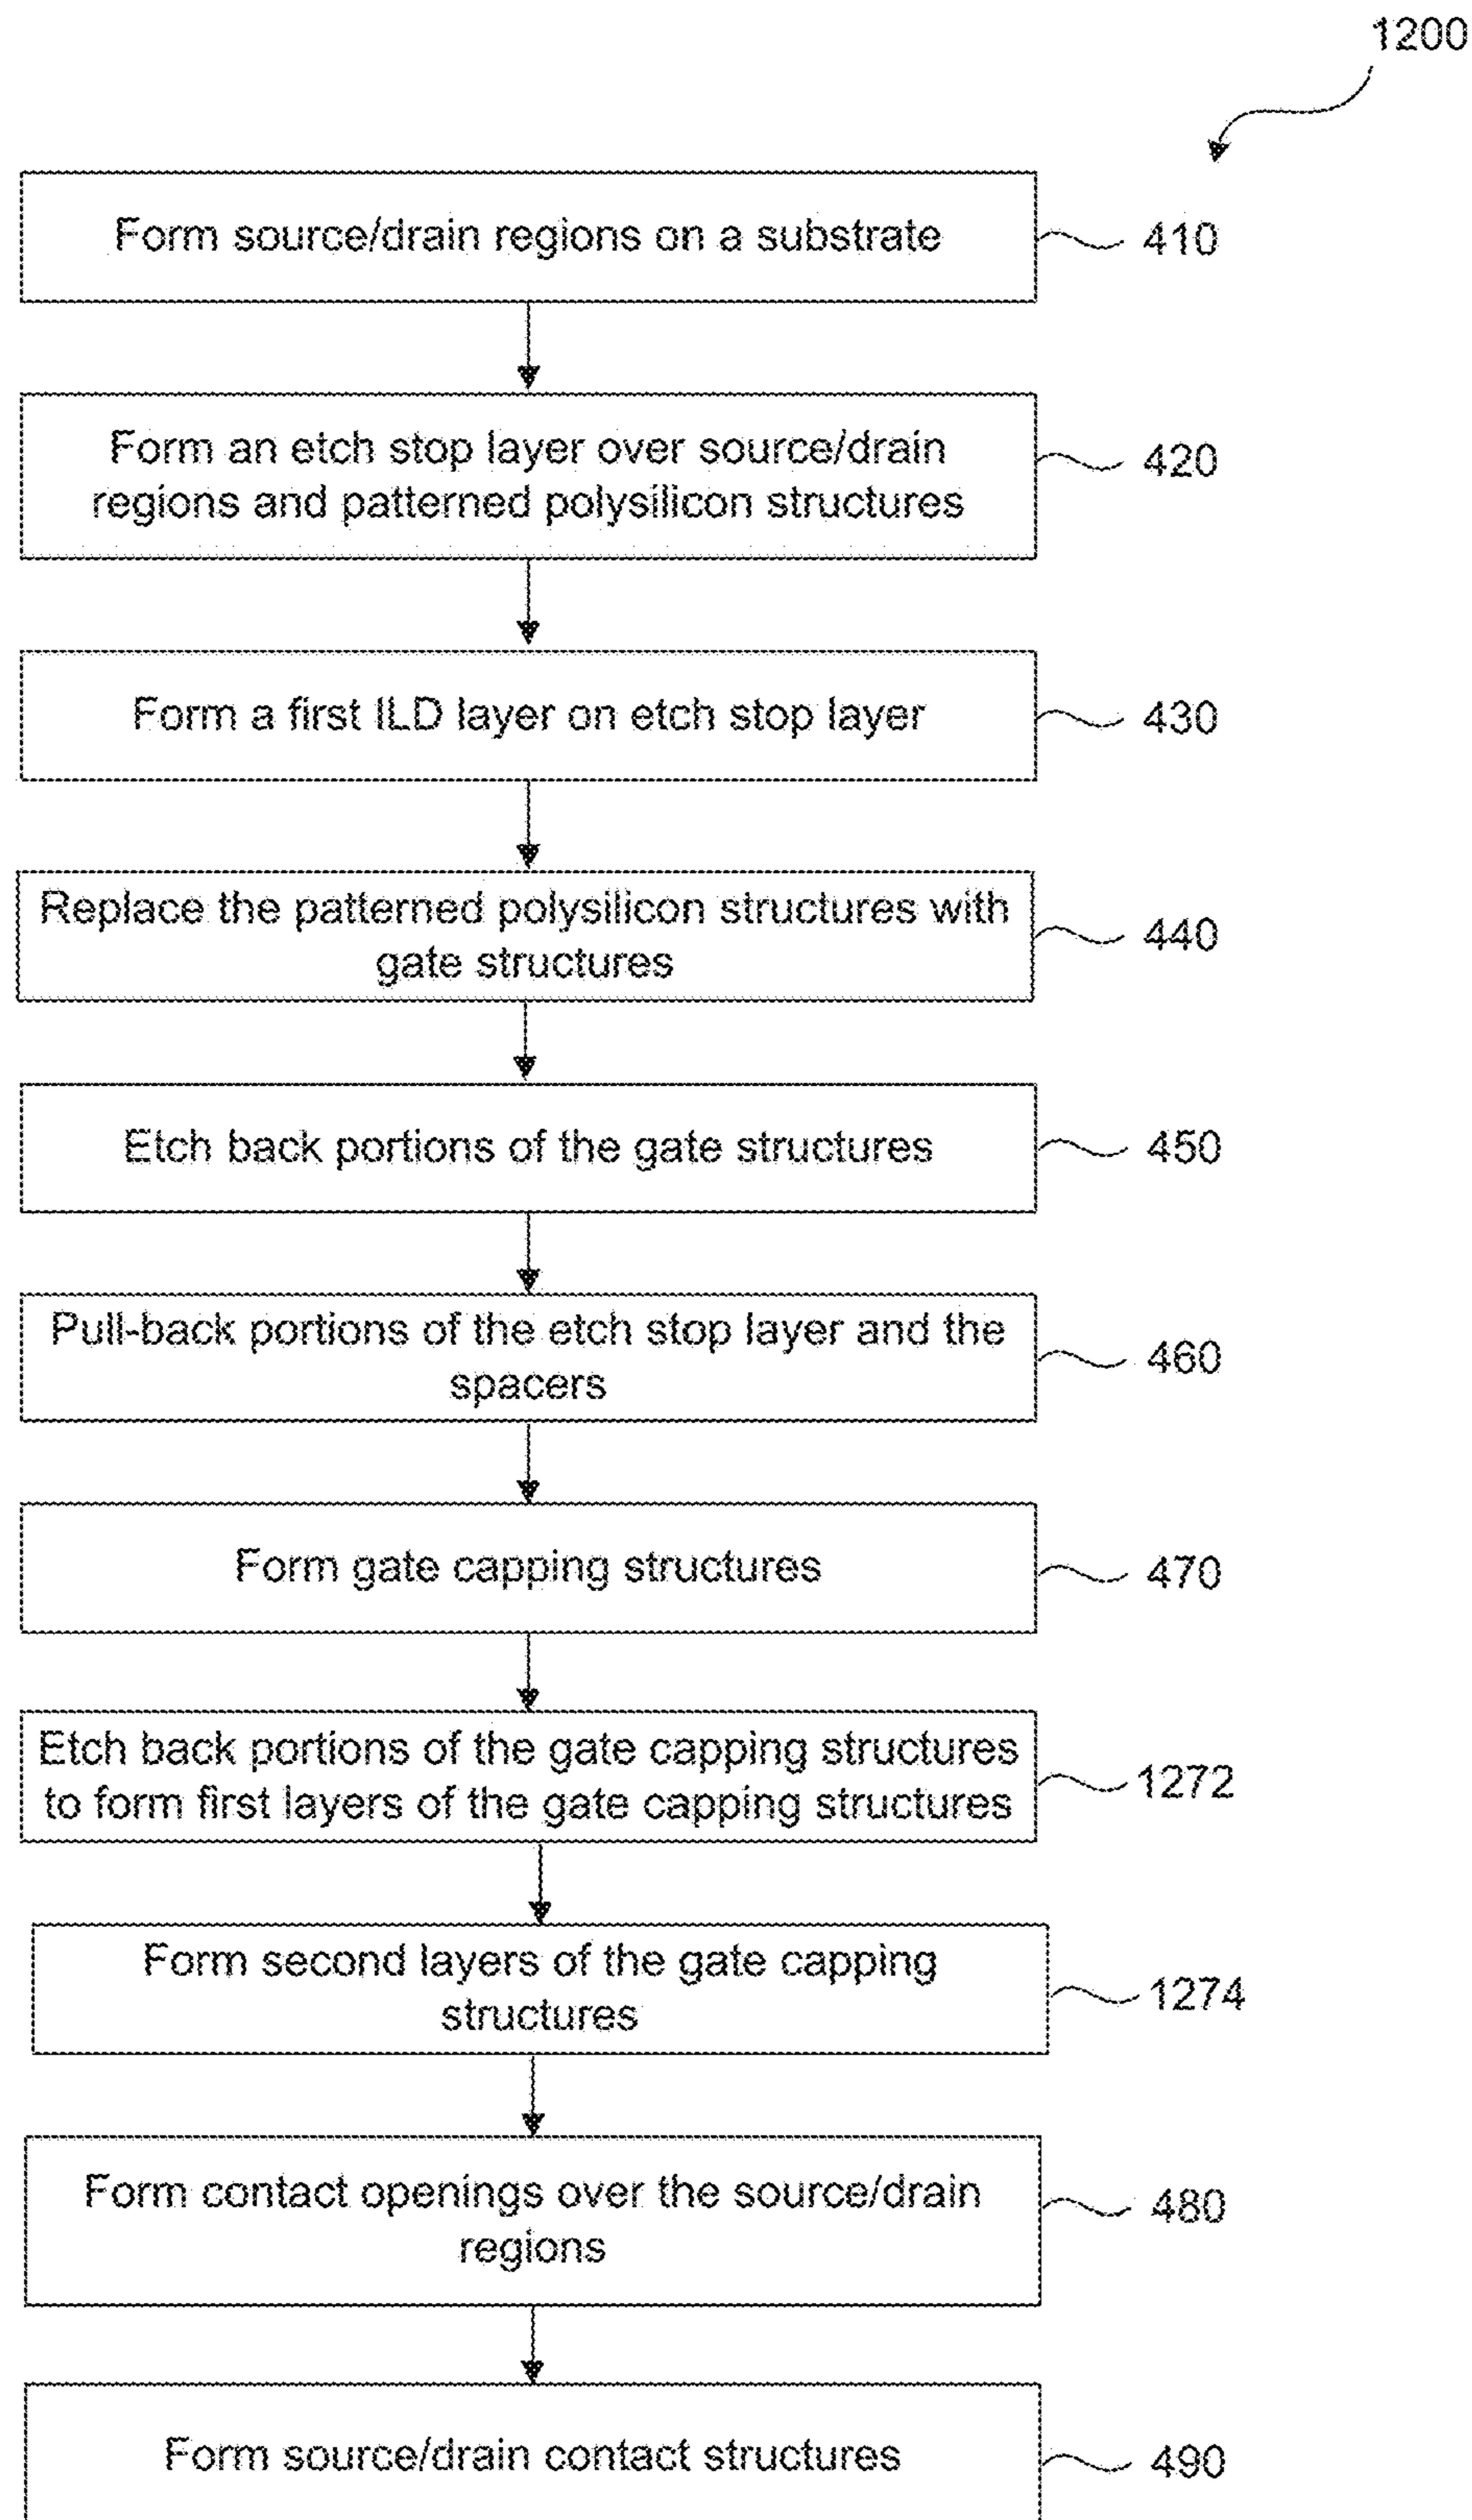 1200
Form source/drain regions on a substrate
410
Form an etch stop layer over source/drain
regions and patterned polysilicon structures
420
Form a first ILD layer on etch stop layer
430
Replace the patterned polysilicon structures with
gate structures
440
Etch back portions of the gate structures
450
Pull-back portions of the etch stop layer and the
spacers
460
Form gate capping structures
470
Etch back portions of the gate capping structures
to form first layers of the gate capping structures
1272
Form second layers of the gate capping
structures
1274
Form contact openings over the source/drain
regions
480
Form source/drain contact structures
490